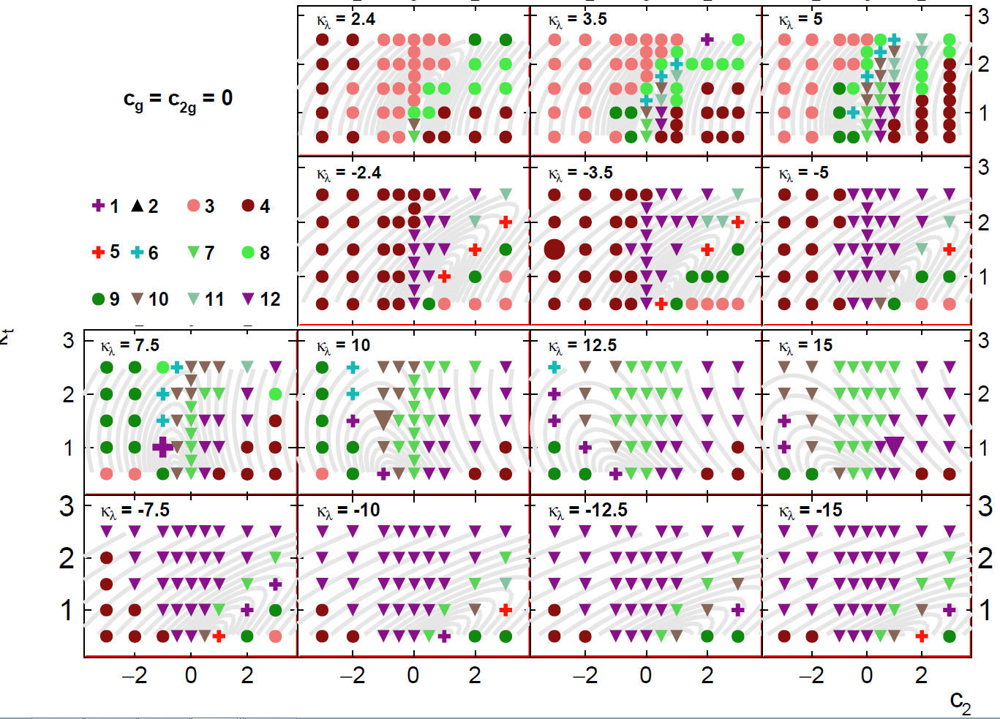 κλ = 2.4
κλ = 3.5
κλ = 5
3
2
1
cg = c2g = 0
κλ = -2.4
κλ = -3.5
κλ = -5
3
2
1
1 2 3 4
5 6 7 8
9 10 11 12
κt
3
2
1
κλ = 7.5
κλ = 10
κλ = 12.5
κλ = 15
3
2
1
3
2
1
κλ = -7.5
κλ = -10
κλ = -12.5
κλ = -15
3
2
1
−2 0 2 −2 0 2 −2 0 2 −2 0 2
c2